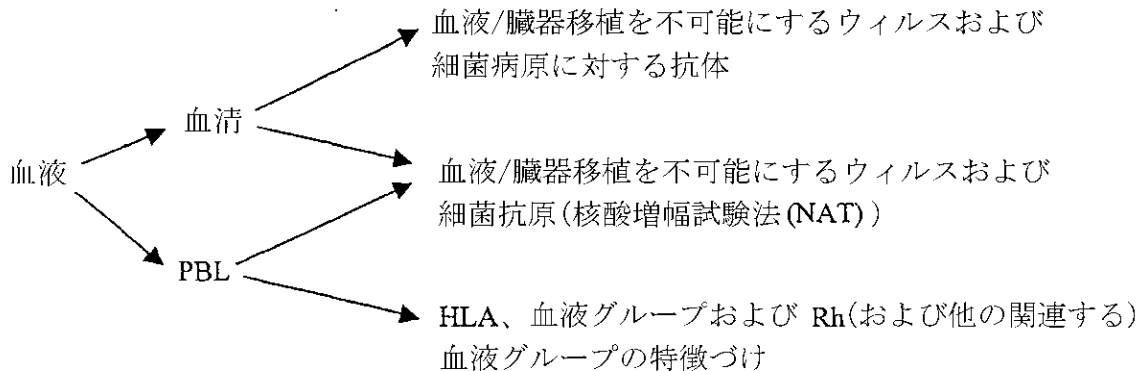 血液/臓器移植を不可能にするウィルスおよび
細菌病原に対する抗体
血清
血液
血液/臓器移植を不可能にするウィルスおよび
細菌抗原(核酸増幅試験法(NAT))
PBL
HLA、血液グループおよび Rh(および他の関連する)
血液グループの特徴づけ